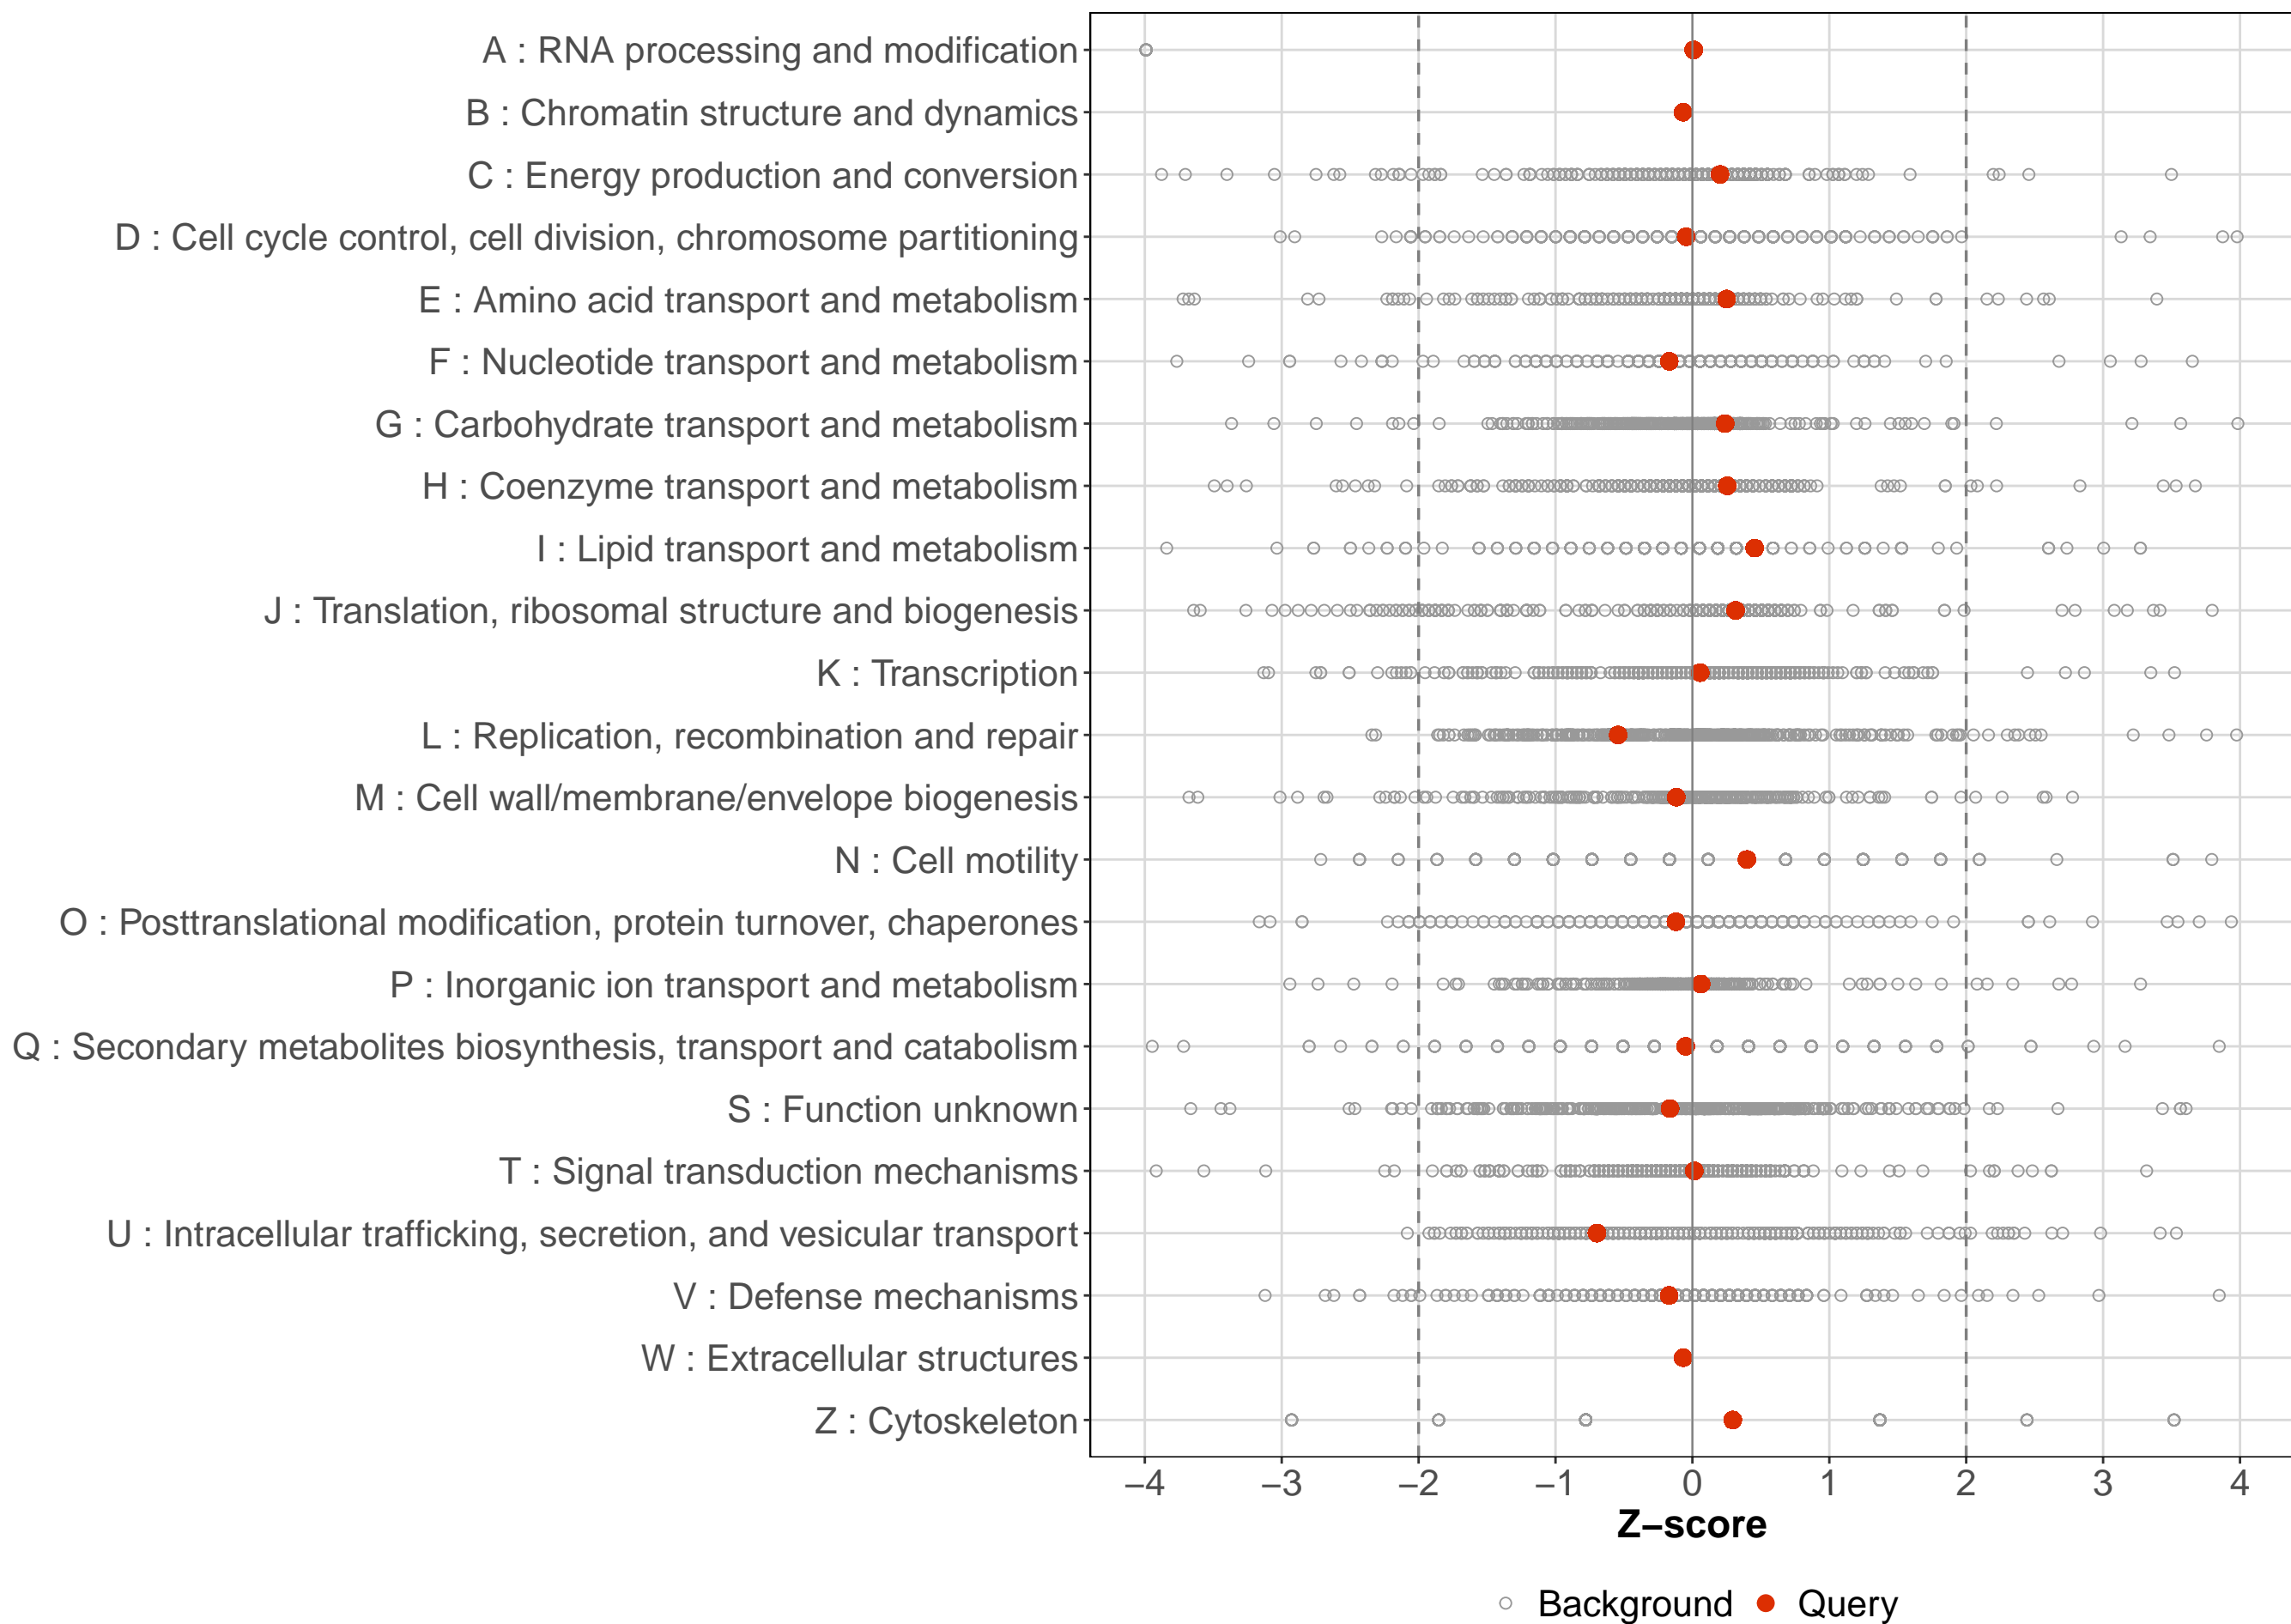 A : RNA processing and modification
B : Chromatin structure and dynamics
C : Energy production and conversion
D : Cell cycle control, cell division, chromosome partitioning
E : Amino acid transport and metabolism
F : Nucleotide transport and metabolism
G : Carbohydrate transport and metabolism
H : Coenzyme transport and metabolism
I : Lipid transport and metabolism
J : Translation, ribosomal structure and biogenesis
K : Transcription
L : Replication, recombination and repair
M : Cell wall/membrane/envelope biogenesis
N : Cell motility
O : Posttranslational modification, protein turnover, chaperones
P : Inorganic ion transport and metabolism
Q : Secondary metabolites biosynthesis, transport and catabolism
S : Function unknown
T : Signal transduction mechanisms
U : Intracellular trafficking, secretion, and vesicular transport
V : Defense mechanisms
W : Extracellular structures
Z : Cytoskeleton
−4 −3 −2 −1 0 1 2 3 4
Z−score
Background Query